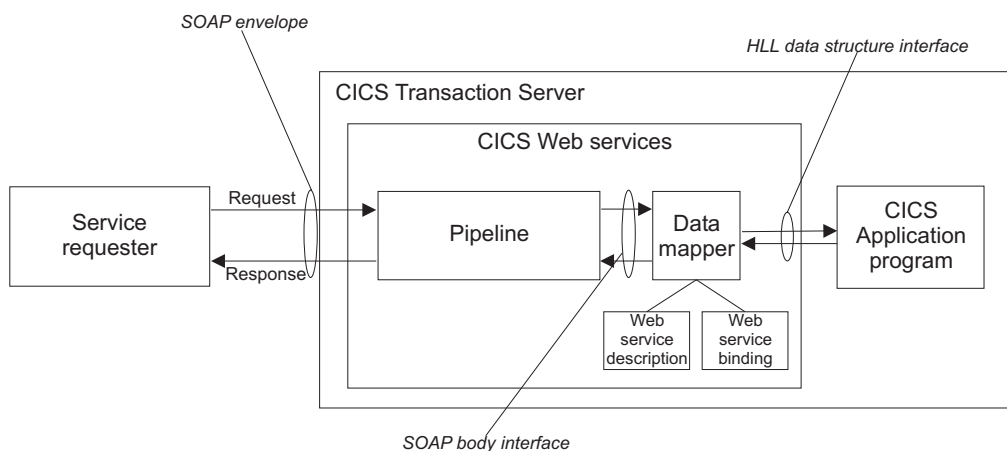 SOAP envelope
HLL data structure interface
CICS Transaction Server
CICS Web services
Service
requester
Request
Response
Pipeline
Data
mapper
CICS
Application
program
Web
service
description
Web
service
binding
SOAP body interface